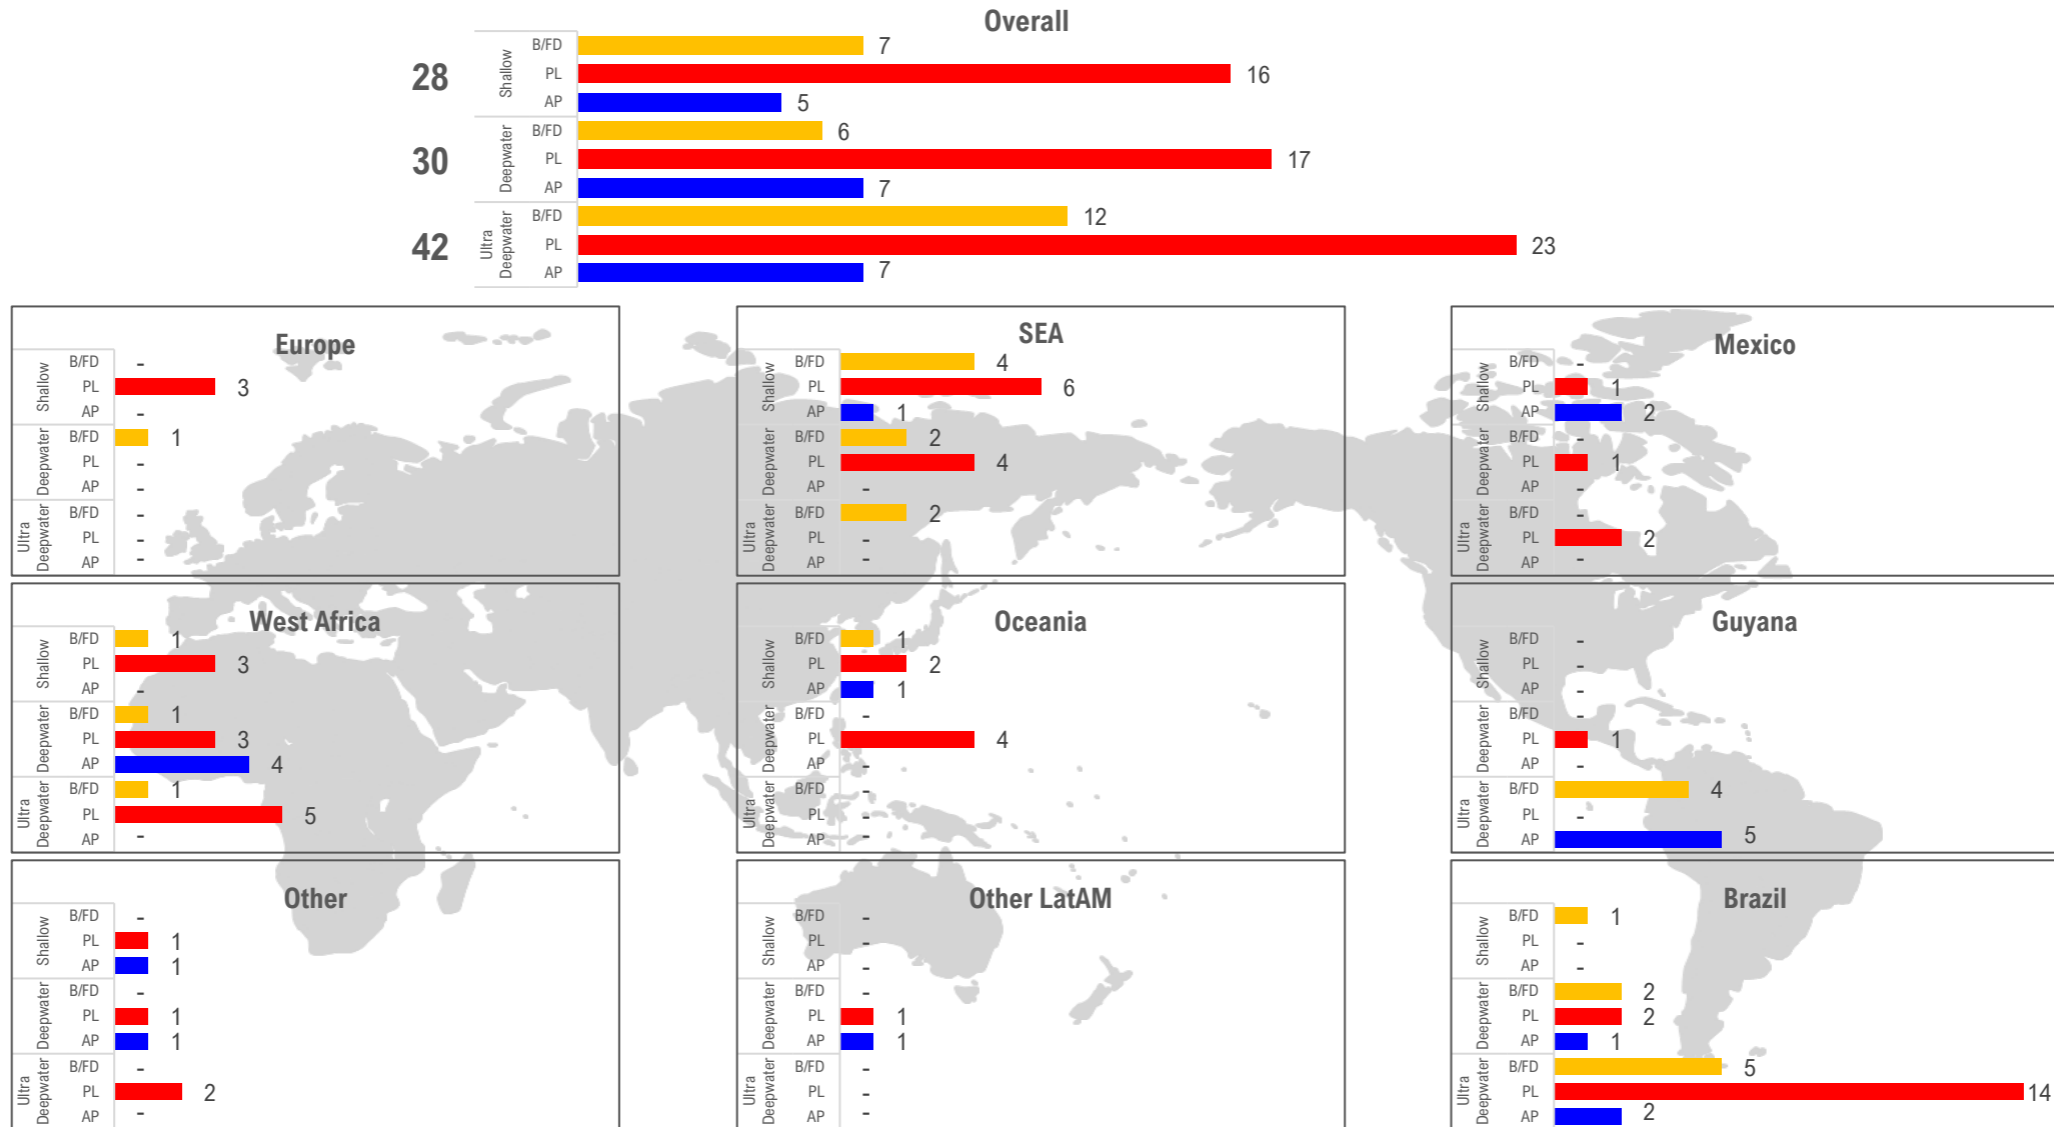 Overall
28
Shallow
B/FD 7
PL 16
AP 5
30
Deepwater
B/FD 6
PL 17
AP 7
42
Ultra
Deepwater
B/FD 12
PL 23
AP 7
Europe
Shallow
B/FD -
PL 3
AP -
Deepwater
B/FD 1
PL -
AP -
Ultra
Deepwater
B/FD -
PL -
AP -
SEA
Shallow
B/FD 4
PL 6
AP 1
Deepwater
B/FD 2
PL 4
AP -
Ultra
Deepwater
B/FD 2
PL -
AP -
Mexico
Shallow
B/FD -
PL 1
AP 2
Deepwater
B/FD -
PL 1
AP -
Ultra
Deepwater
B/FD -
PL 2
AP -
West Africa
Shallow
B/FD 1
PL 3
AP -
Deepwater
B/FD 1
PL 3
AP 4
Ultra
Deepwater
B/FD 1
PL 5
AP -
Oceania
Shallow
B/FD 1
PL 2
AP 1
Deepwater
B/FD -
PL 4
AP -
Ultra
Deepwater
B/FD -
PL -
AP -
Guyana
Shallow
B/FD -
PL -
AP -
Deepwater
B/FD -
PL 1
AP -
Ultra
Deepwater
B/FD 4
PL -
AP 5
Other
Shallow
B/FD -
PL 1
AP 1
Deepwater
B/FD -
PL 1
AP 1
Ultra
Deepwater
B/FD -
PL 2
AP -
Other LatAM
Shallow
B/FD -
PL -
AP -
Deepwater
B/FD -
PL 1
AP 1
Ultra
Deepwater
B/FD -
PL -
AP -
Brazil
Shallow
B/FD 1
PL -
AP -
Deepwater
B/FD 2
PL 2
AP 1
Ultra
Deepwater
B/FD 5
PL 14
AP 2